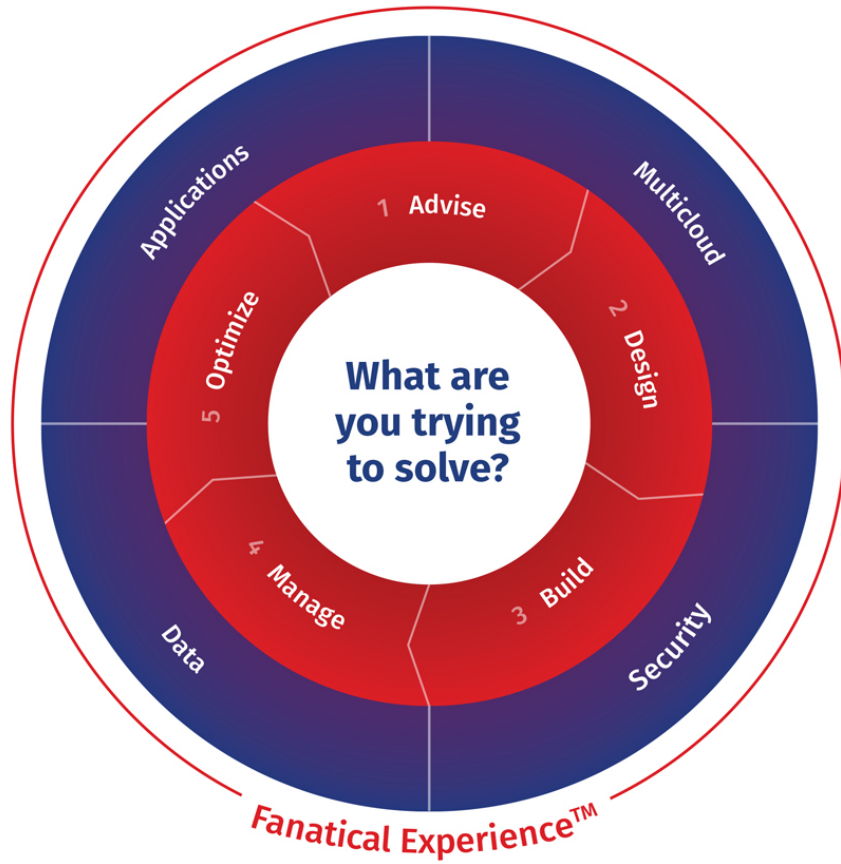 Applications
Multicloud
Security
Data
1 Advise
2 Design
3 Build
4 Manage
5 Optimize
What are
you trying
to solve?
Fanatical Experience™